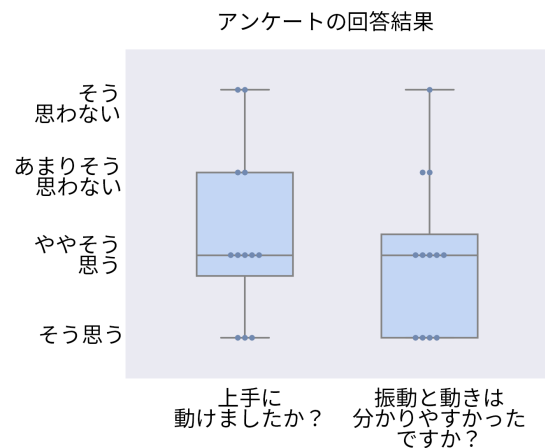 アンケートの回答結果
そう
思わない
あまりそう
思わない
ややそう
思う
そう思う
上手に
動けましたか？
振動と動きは
分かりやすかった
ですか？